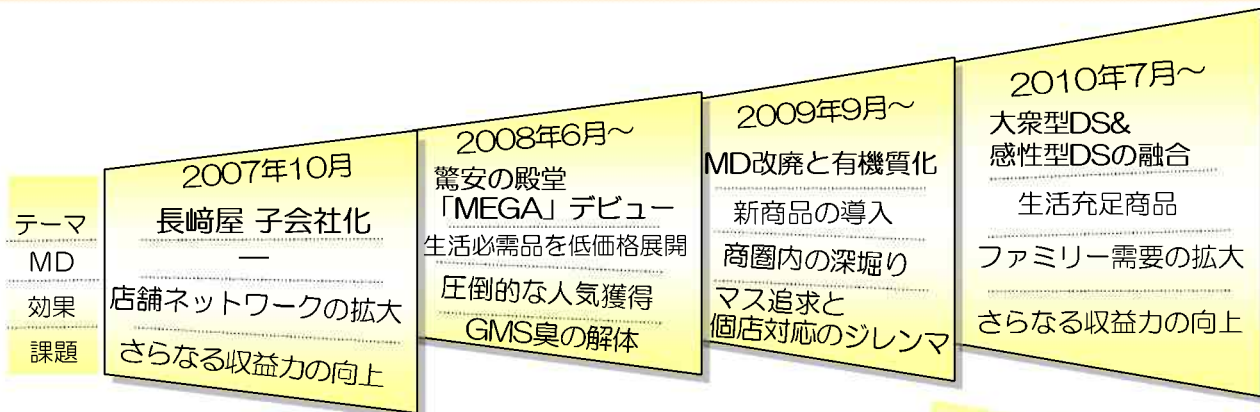 テーマ
MD
効果
課題
2007年10月
長﨑屋 子会社化
―
店舗ネットワークの拡大
さらなる収益力の向上
2008年6月～
驚安の殿堂
「MEGA」デビュー
生活必需品を低価格展開
圧倒的な人気獲得
GMS臭の解体
2009年9月～
MD改廃と有機質化
新商品の導入
商圏内の深堀り
マス追求と
個店対応のジレンマ
2010年7月～
大衆型DS&
感性型DSの融合
生活充足商品
ファミリー需要の拡大
さらなる収益力の向上